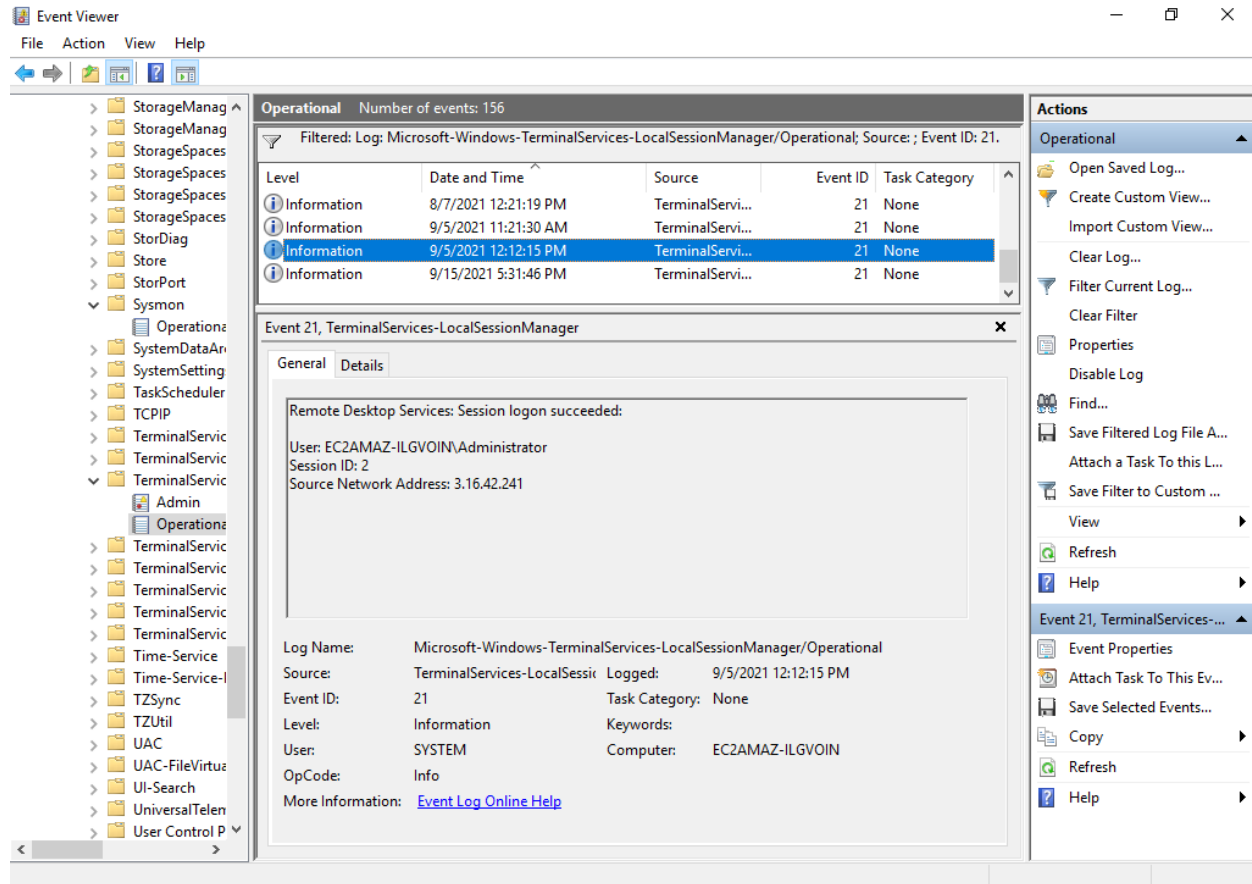 Event Viewer
File Action View Help
StorageManag
StorageManag
StorageSpaces
StorageSpaces
StorageSpaces
StorageSpaces
StorDiag
Store
StorPort
Sysmon
Operationa
SystemDataAr
SystemSetting
TaskScheduler
TCPIP
TerminalServic
TerminalServic
TerminalServic
Admin
Operationa
TerminalServic
TerminalServic
TerminalServic
TerminalServic
TerminalServic
Time-Service
Time-Service-
TZSync
TZUtil
UAC
UAC-FileVirtua
UI-Search
UniversalTelem
User Control P
Operational Number of events: 156
Filtered: Log: Microsoft-Windows-TerminalServices-LocalSessionManager/Operational; Source: ; Event ID: 21.
Level Date and Time Source Event ID Task Category
Information 8/7/2021 12:21:19 PM TerminalServi... 21 None
Information 9/5/2021 11:21:30 AM TerminalServi... 21 None
Information 9/5/2021 12:12:15 PM TerminalServi... 21 None
Information 9/15/2021 5:31:46 PM TerminalServi... 21 None
Event 21, TerminalServices-LocalSessionManager
General Details
Remote Desktop Services: Session logon succeeded:
User: EC2AMAZ-ILGVOIN\Administrator
Session ID: 2
Source Network Address: 3.16.42.241
Log Name: Microsoft-Windows-TerminalServices-LocalSessionManager/Operational
Source: TerminalServices-LocalSessic Logged: 9/5/2021 12:12:15 PM
Event ID: 21 Task Category: None
Level: Information Keywords:
User: SYSTEM Computer: EC2AMAZ-ILGVOIN
OpCode: Info
More Information: Event Log Online Help
Actions
Operational
Open Saved Log...
Create Custom View...
Import Custom View...
Clear Log...
Filter Current Log...
Clear Filter
Properties
Disable Log
Find...
Save Filtered Log File A...
Attach a Task To this L...
Save Filter to Custom ...
View
Refresh
Help
Event 21, TerminalServices-...
Event Properties
Attach Task To This Ev...
Save Selected Events...
Copy
Refresh
Help